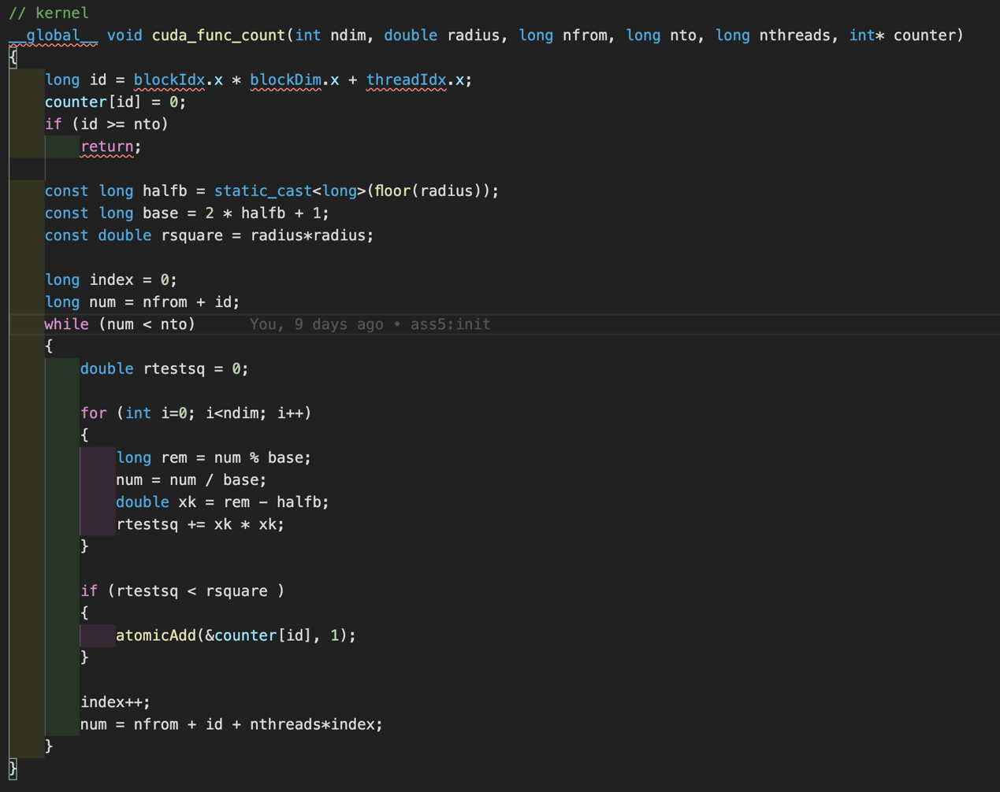 // kernel
__global__ void cuda_func_count(int ndim, double radius, long nfrom, long nto, long nthreads, int* counter)
{
    long id = blockIdx.x * blockDim.x + threadIdx.x;
    counter[id] = 0;
    if (id >= nto)
        return;

    const long halfb = static_cast<long>(floor(radius));
    const long base = 2 * halfb + 1;
    const double rsquare = radius*radius;

    long index = 0;
    long num = nfrom + id;
    while (num < nto)      You, 9 days ago • ass5:init
    {
        double rtestsq = 0;

        for (int i=0; i<ndim; i++)
        {
            long rem = num % base;
            num = num / base;
            double xk = rem - halfb;
            rtestsq += xk * xk;
        }

        if (rtestsq < rsquare )
        {
            atomicAdd(&counter[id], 1);
        }

        index++;
        num = nfrom + id + nthreads*index;
    }
}